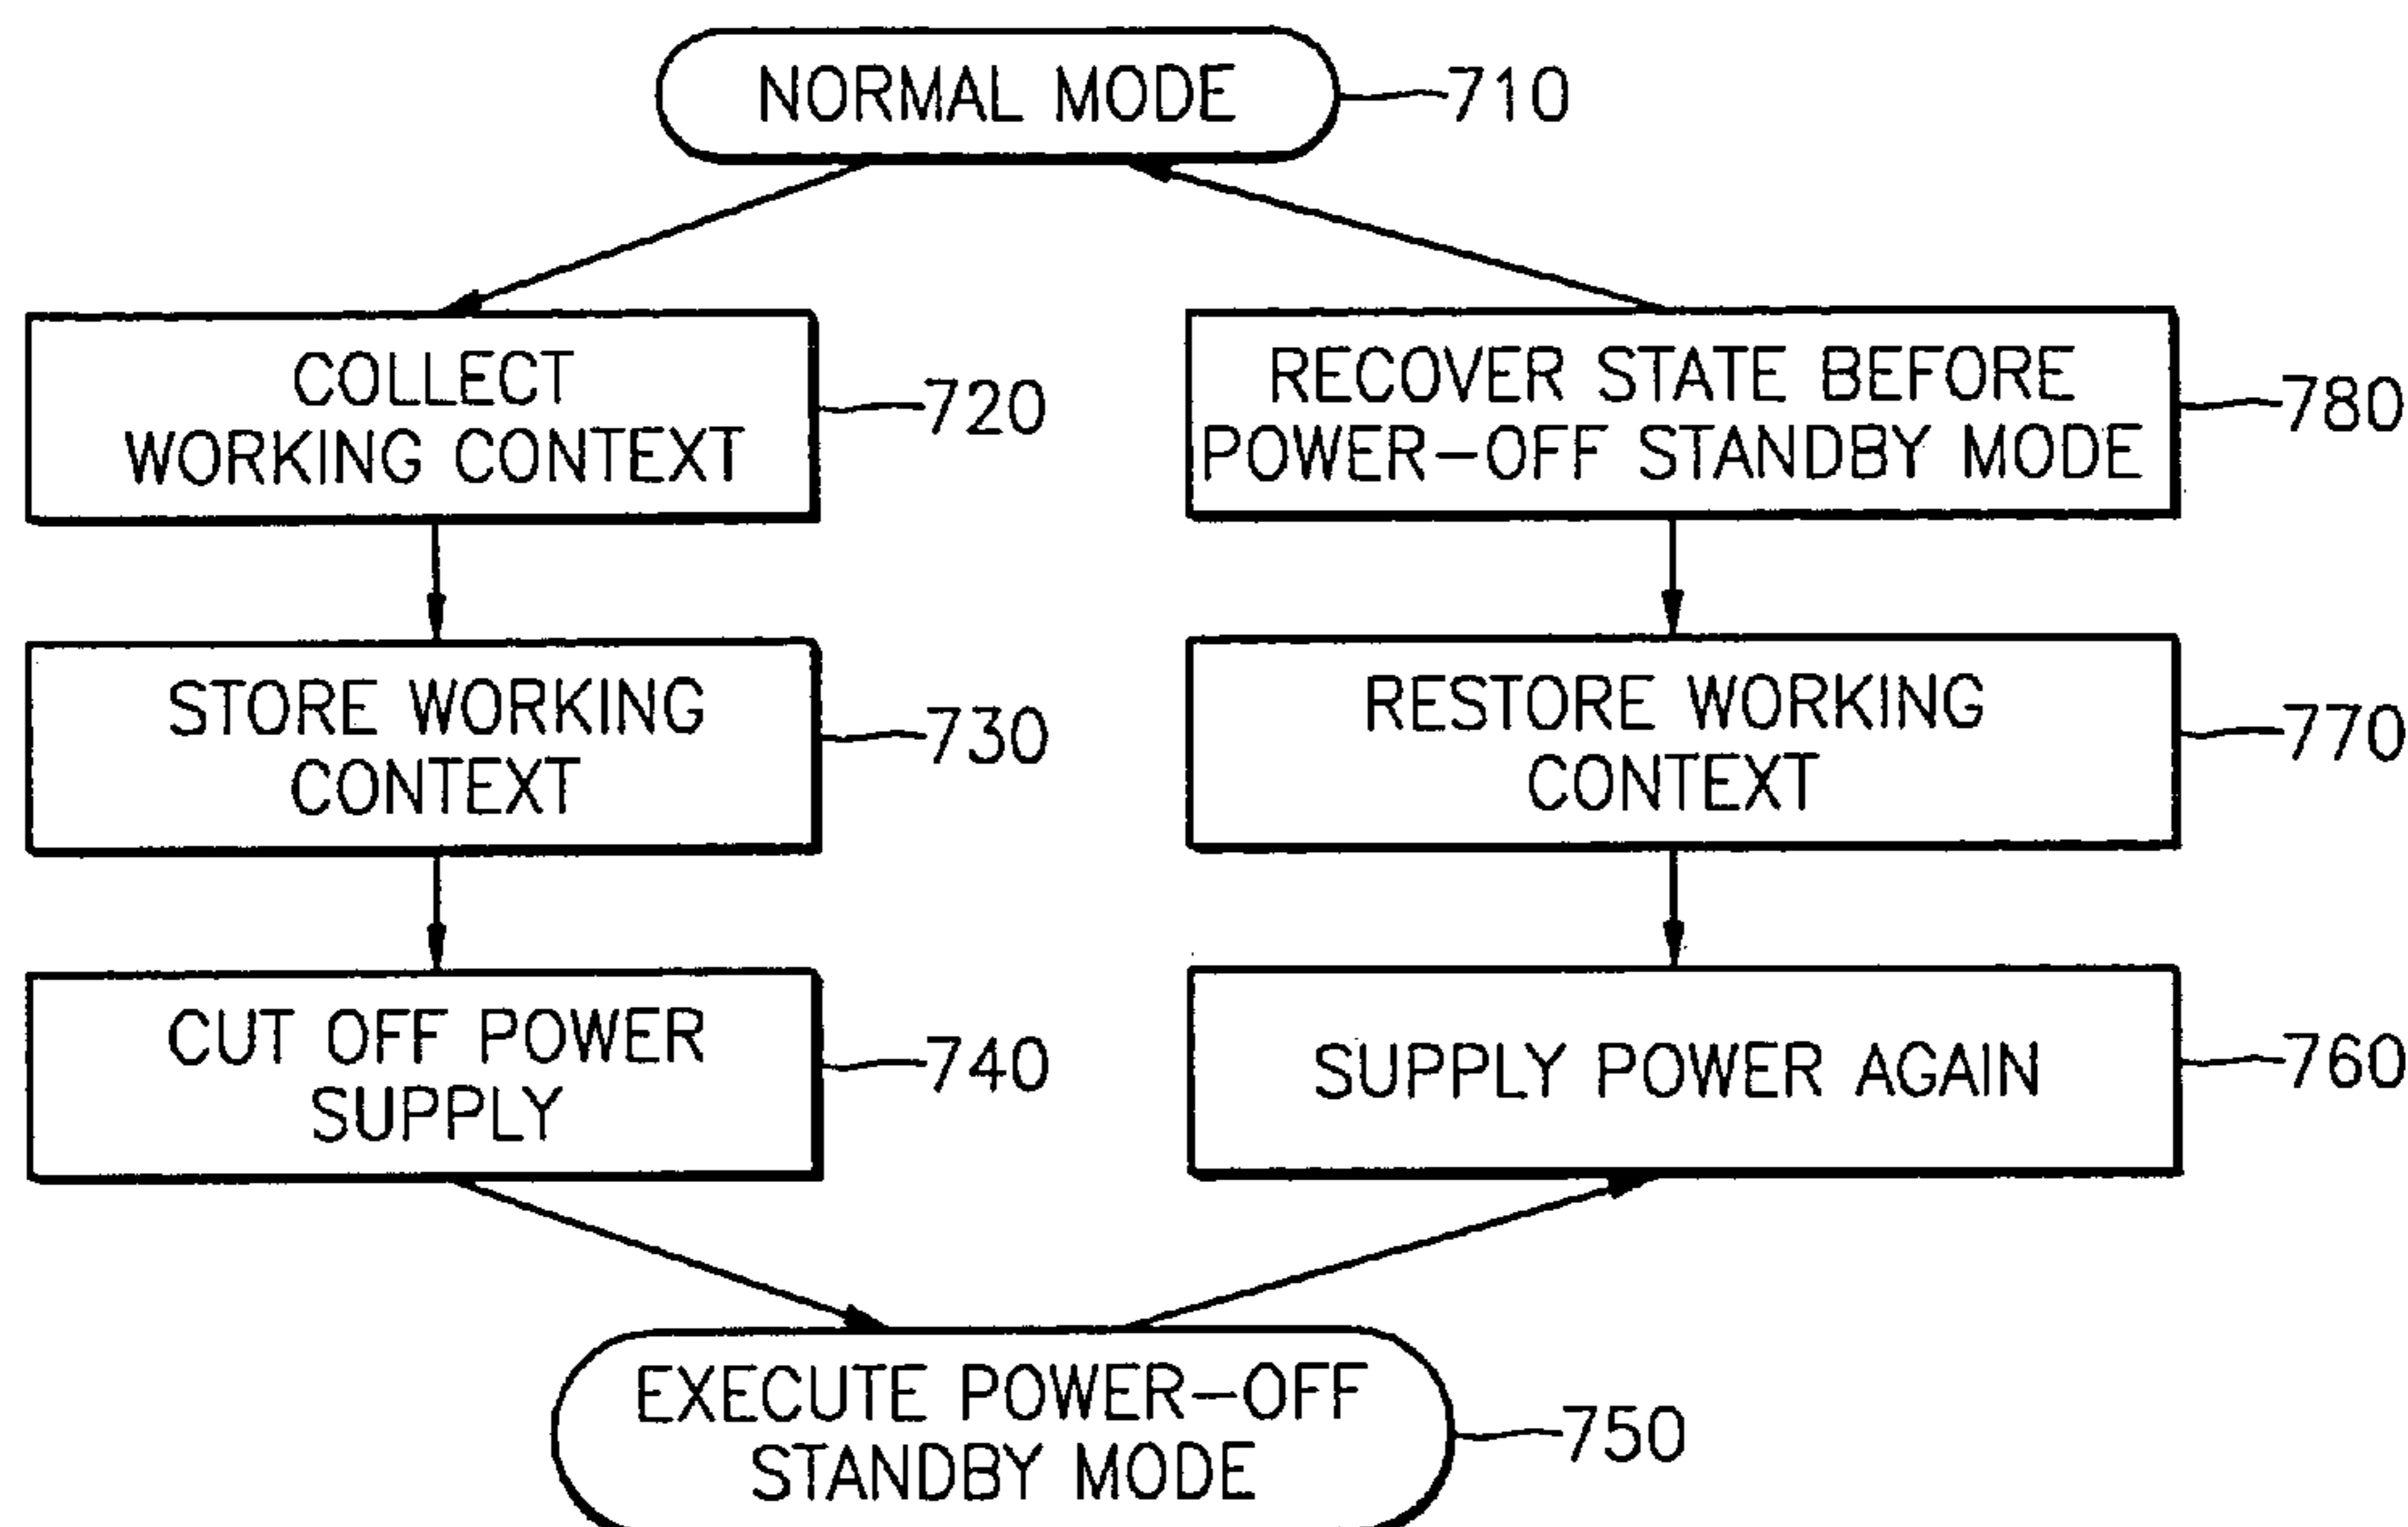 NORMAL MODE
710
COLLECT
WORKING CONTEXT
720
RECOVER STATE BEFORE
POWER-OFF STANDBY MODE
780
STORE WORKING
CONTEXT
730
RESTORE WORKING
CONTEXT
770
CUT OFF POWER
SUPPLY
740
SUPPLY POWER AGAIN
760
EXECUTE POWER-OFF
STANDBY MODE
750